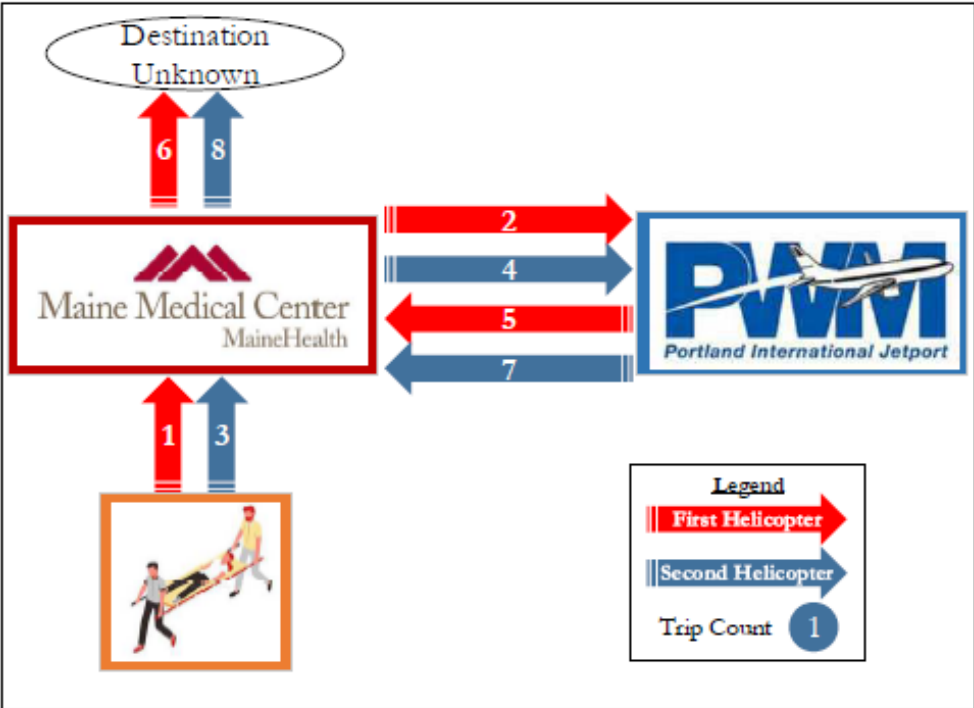 Destination
Unknown
6
8
2
4
5
7
Maine Medical Center
MaineHealth
PWM
Portland International Jetport
1
3
Legend
First Helicopter
Second Helicopter
Trip Count 1